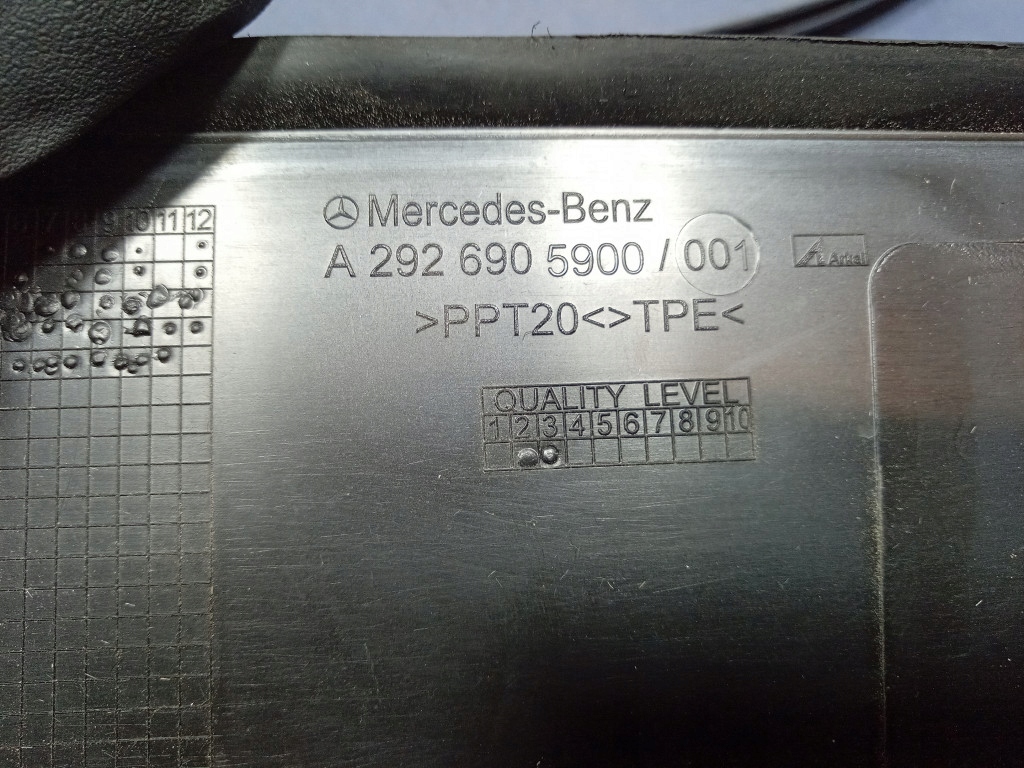 Mercedes-Benz
A 292 690 5900 / 001
>PPT20<>TPE<
9 10 11 12
QUALITY LEVEL
1 2 3 4 5 6 7 8 9 10